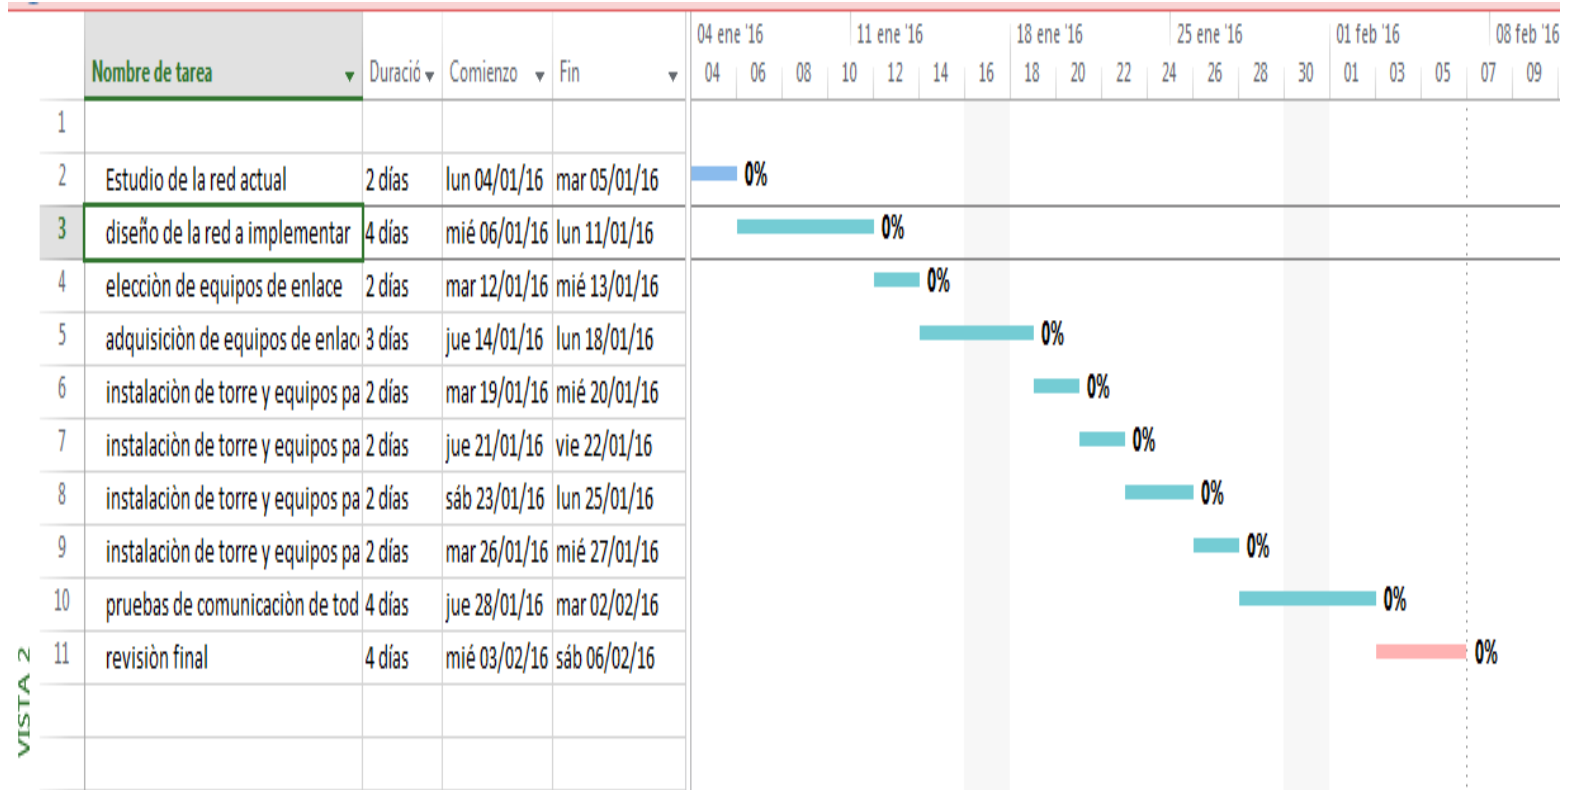 04 ene '16 11 ene '16 18 ene '16 25 ene '16 01 feb '16 08 feb '16
Nombre de tarea Duració Comienzo Fin 04 06 08 10 12 14 16 18 20 22 24 26 28 30 01 03 05 07 09
1
2 Estudio de la red actual 2 días lun 04/01/16 mar 05/01/16 0%
3 diseño de la red a implementar 4 días mié 06/01/16 lun 11/01/16 0%
4 elecciòn de equipos de enlace 2 días mar 12/01/16 mié 13/01/16 0%
5 adquisiciòn de equipos de enlac 3 días jue 14/01/16 lun 18/01/16 0%
6 instalaciòn de torre y equipos pa 2 días mar 19/01/16 mié 20/01/16 0%
7 instalaciòn de torre y equipos pa 2 días jue 21/01/16 vie 22/01/16 0%
8 instalaciòn de torre y equipos pa 2 días sáb 23/01/16 lun 25/01/16 0%
9 instalaciòn de torre y equipos pa 2 días mar 26/01/16 mié 27/01/16 0%
10 pruebas de comunicaciòn de tod 4 días jue 28/01/16 mar 02/02/16 0%
11 revisiòn final 4 días mié 03/02/16 sáb 06/02/16 0%
VISTA 2